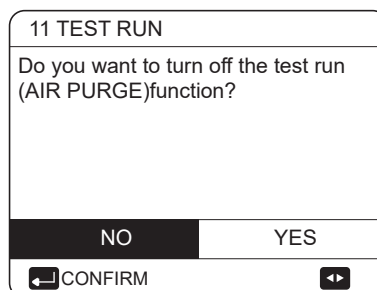 11 TEST RUN
Do you want to turn off the test run
(AIR PURGE)function?
NO YES
CONFIRM